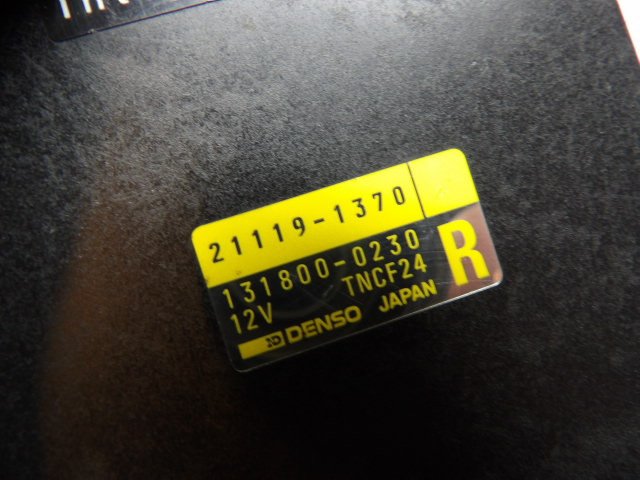 21119-1370
131800-0230
12V TNCF24
R
DENSO JAPAN